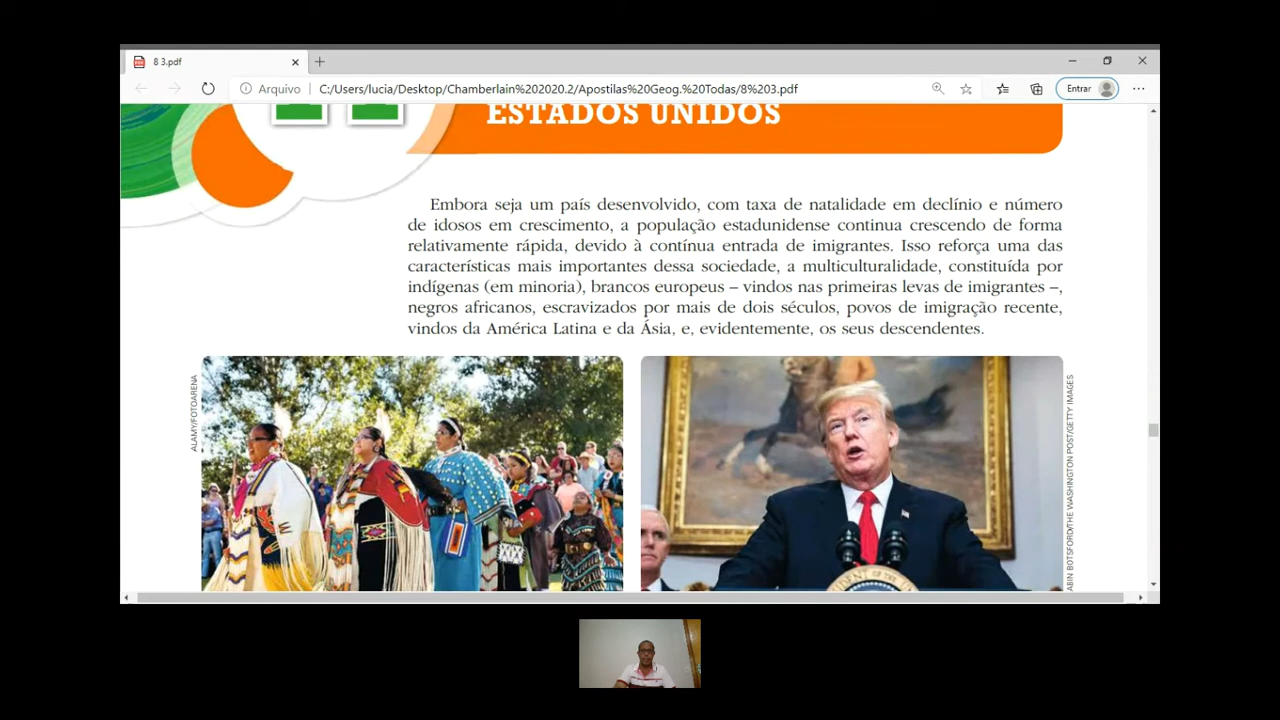 8 3.pdf
Arquivo
C:/Users/lucia/Desktop/Chamberlain%202020.2/Apostilas%20Geog.%20Todas/8%203.pdf
Entrar
ESTADOS UNIDOS
Embora seja um país desenvolvido, com taxa de natalidade em declínio e número
de idosos em crescimento, a população estadunidense continua crescendo de forma
relativamente rápida, devido à contínua entrada de imigrantes. Isso reforça uma das
características mais importantes dessa sociedade, a multiculturalidade, constituída por
indígenas (em minoria), brancos europeus – vindos nas primeiras levas de imigrantes –,
negros africanos, escravizados por mais de dois séculos, povos de imigração recente,
vindos da América Latina e da Ásia, e, evidentemente, os seus descendentes.
ALAMY/FOTOARENA
BOTSFORD/THE WASHINGTON POST/GETTY IMAGES